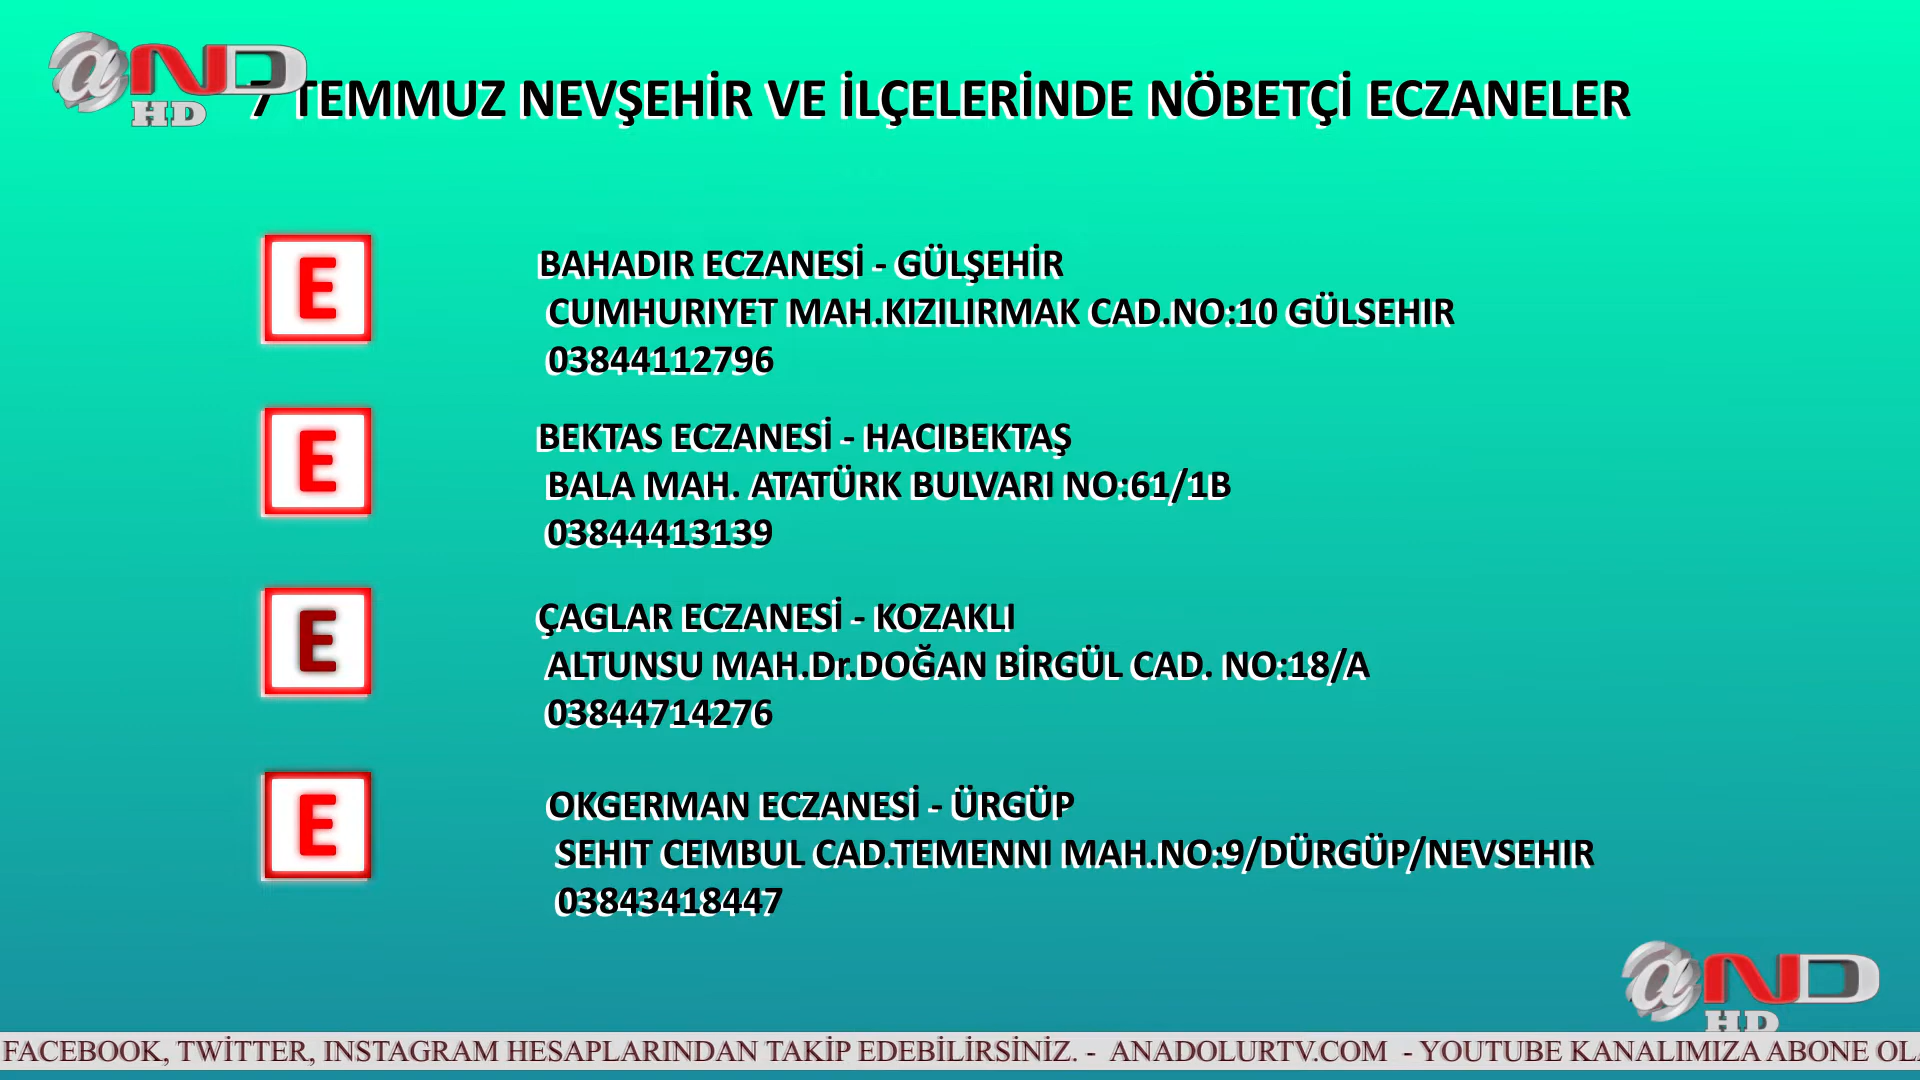 @ND
HD
7 TEMMUZ NEVŞEHİR VE İLÇELERİNDE NÖBETÇİ ECZANELER
E
BAHADIR ECZANESİ - GÜLŞEHİR
CUMHURIYET MAH.KIZILIRMAK CAD.NO:10 GÜLSEHIR
03844112796
E
BEKTAS ECZANESİ - HACIBEKTAŞ
BALA MAH. ATATÜRK BULVARI NO:61/1B
03844413139
E
ÇAGLAR ECZANESİ - KOZAKLI
ALTUNSU MAH.Dr.DOĞAN BİRGÜL CAD. NO:18/A
03844714276
E
OKGERMAN ECZANESİ - ÜRGÜP
SEHIT CEMBUL CAD.TEMENNI MAH.NO:9/DÜRGÜP/NEVSEHIR
03843418447
@ND
HD
FACEBOOK, TWİTTER, INSTAGRAM HESAPLARINDAN TAKİP EDEBİLİRSİNİZ. - ANADOLURTV.COM - YOUTUBE KANALIMIZA ABONE OL